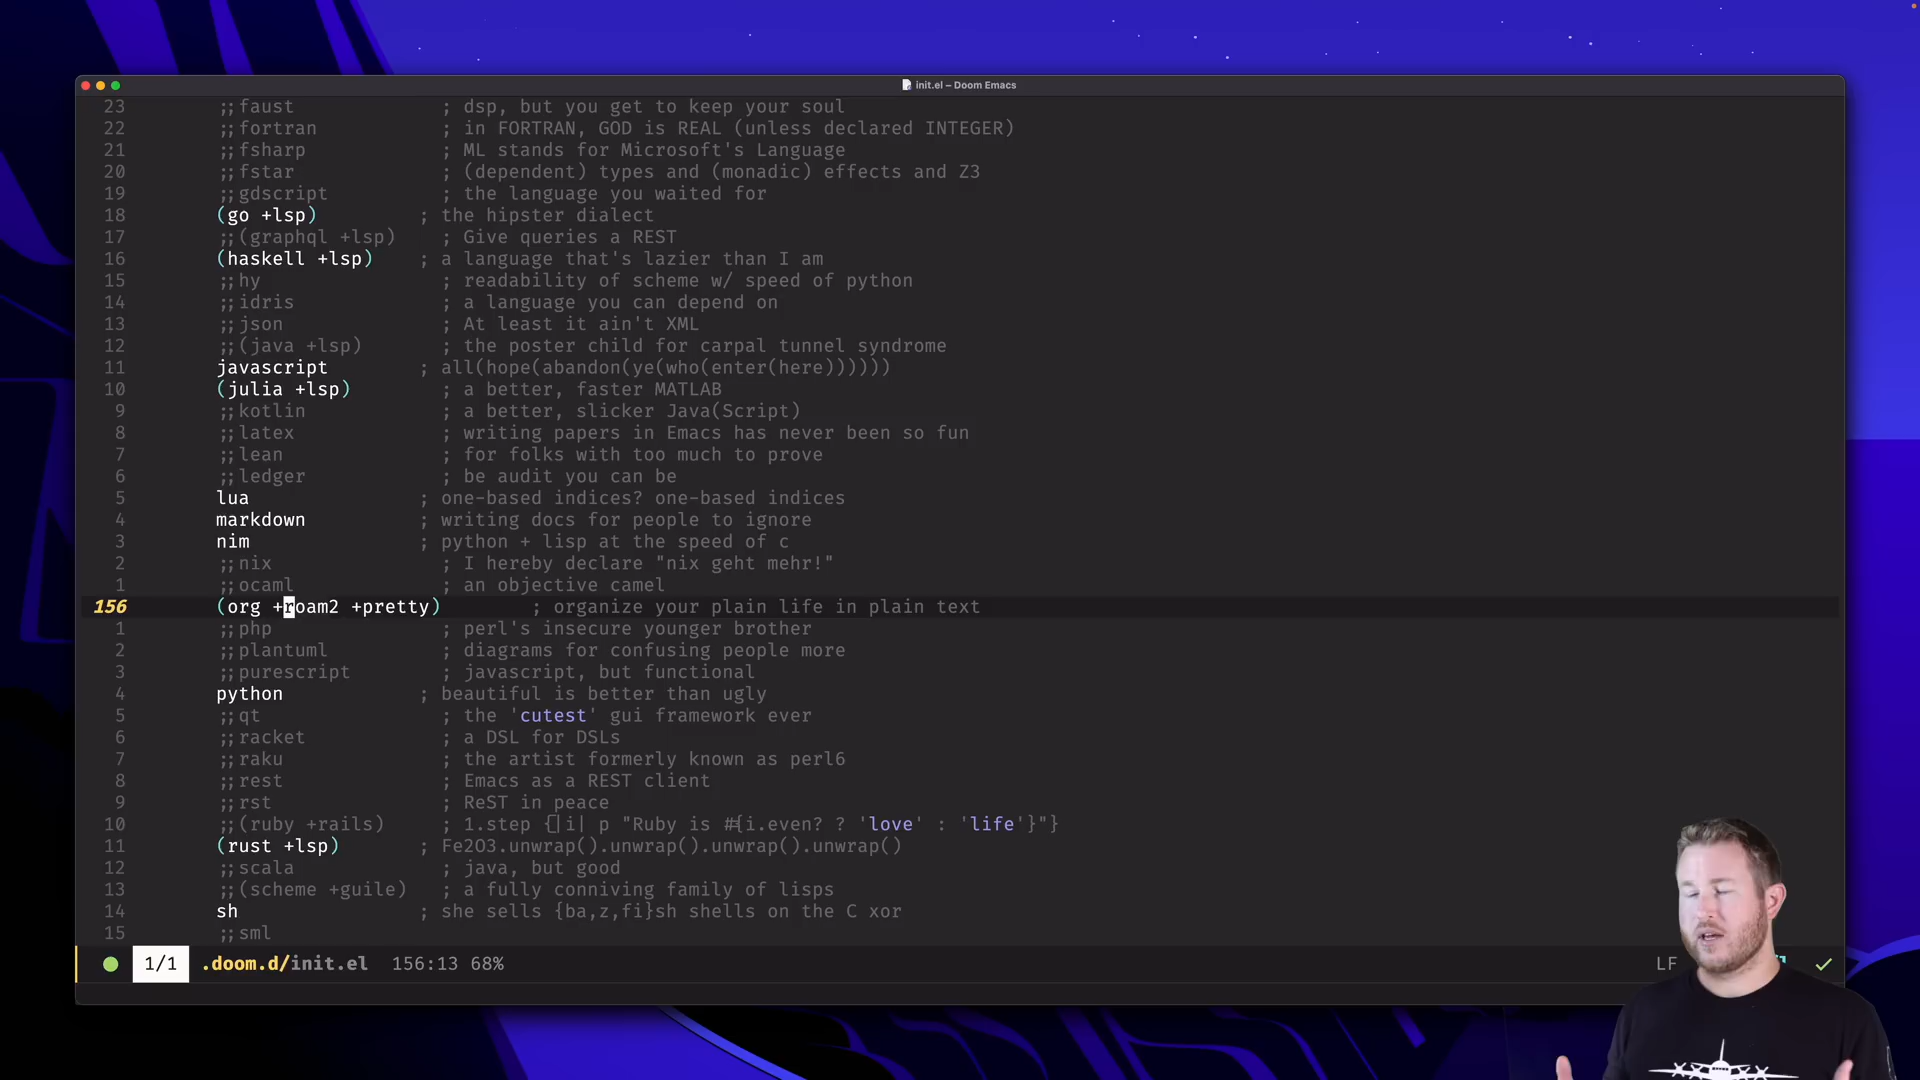 init.el – Doom Emacs
23 ;;faust ; dsp, but you get to keep your soul
22 ;;fortran ; in FORTRAN, GOD is REAL (unless declared INTEGER)
21 ;;fsharp ; ML stands for Microsoft's Language
20 ;;fstar ; (dependent) types and (monadic) effects and Z3
19 ;;gdscript ; the language you waited for
18 (go +lsp) ; the hipster dialect
17 ;;(graphql +lsp) ; Give queries a REST
16 (haskell +lsp) ; a language that's lazier than I am
15 ;;hy ; readability of scheme w/ speed of python
14 ;;idris ; a language you can depend on
13 ;;json ; At least it ain't XML
12 ;;(java +lsp) ; the poster child for carpal tunnel syndrome
11 javascript ; all(hope(abandon(ye(who(enter(here))))))
10 (julia +lsp) ; a better, faster MATLAB
9 ;;kotlin ; a better, slicker Java(Script)
8 ;;latex ; writing papers in Emacs has never been so fun
7 ;;lean ; for folks with too much to prove
6 ;;ledger ; be audit you can be
5 lua ; one-based indices? one-based indices
4 markdown ; writing docs for people to ignore
3 nim ; python + lisp at the speed of c
2 ;;nix ; I hereby declare "nix geht mehr!"
1 ;;ocaml ; an objective camel
156 (org +roam2 +pretty) ; organize your plain life in plain text
1 ;;php ; perl's insecure younger brother
2 ;;plantuml ; diagrams for confusing people more
3 ;;purescript ; javascript, but functional
4 python ; beautiful is better than ugly
5 ;;qt ; the 'cutest' gui framework ever
6 ;;racket ; a DSL for DSLs
7 ;;raku ; the artist formerly known as perl6
8 ;;rest ; Emacs as a REST client
9 ;;rst ; ReST in peace
10 ;;(ruby +rails) ; 1.step {|i| p "Ruby is #{i.even? ? 'love' : 'life'}"}
11 (rust +lsp) ; Fe2O3.unwrap().unwrap().unwrap().unwrap()
12 ;;scala ; java, but good
13 ;;(scheme +guile) ; a fully conniving family of lisps
14 sh ; she sells {ba,z,fi}sh shells on the C xor
15 ;;sml
1/1 .doom.d/init.el 156:13 68% LF